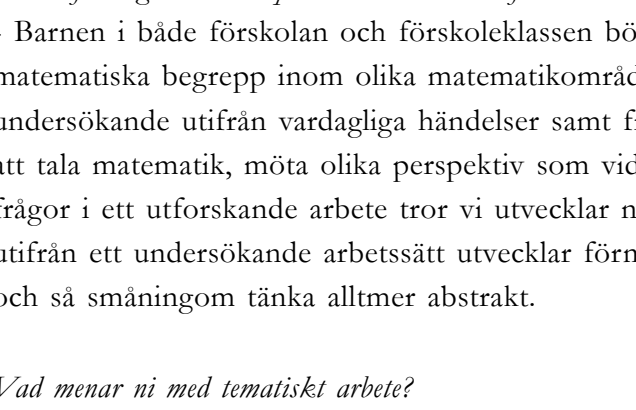 - Barnen i både förskolan och förskoleklassen bö
matematiska begrepp inom olika matematikområd
undersökande utifrån vardagliga händelser samt f
att tala matematik, möta olika perspektiv som vid
frågor i ett utforskande arbete tror vi utvecklar n
utifrån ett undersökande arbetssätt utvecklar förm
och så småningom tänka alltmer abstrakt.
Vad menar ni med tematiskt arbete?